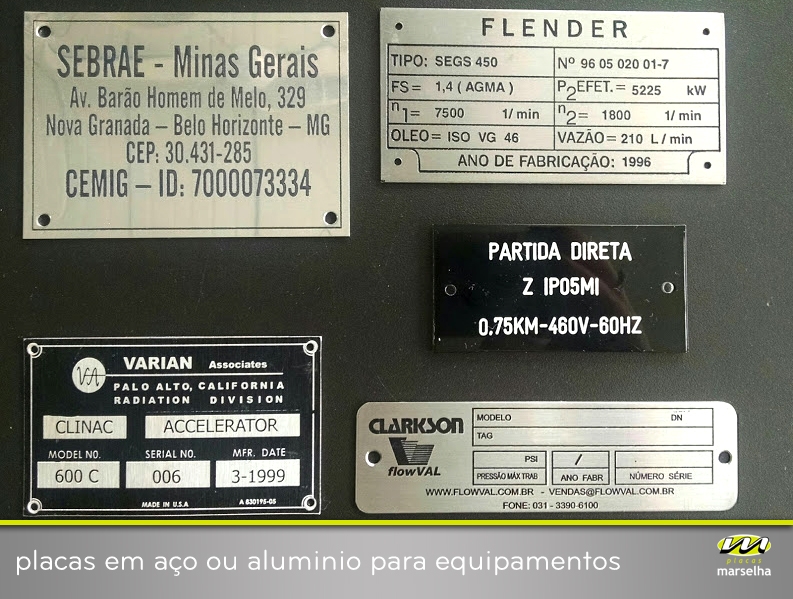 SEBRAE - Minas Gerais
Av. Barão Homem de Melo, 329
Nova Granada – Belo Horizonte – MG
CEP: 30.431-285
CEMIG – ID: 7000073334
FLENDER
TIPO: SEGS 450 Nº 96 05 020 01-7
FS= 1,4 (AGMA) P2EFET.= 5225 kW
n1= 7500 1/min n2= 1800 1/min
OLEO= ISO VG 46 VAZÃO= 210 L/min
ANO DE FABRICAÇÃO: 1996
PARTIDA DIRETA
Z IP05MI
0.75KM-460V-60HZ
VA VARIAN Associates
PALO ALTO, CALIFORNIA
RADIATION DIVISION
CLINAC ACCELERATOR
MODEL NO. SERIAL NO. MFR. DATE
600 C 006 3-1999
MADE IN U.S.A A 830195-05
CLARKSON
flowVAL
MODELO DN
TAG
PSI /
PRESSÃO MÁX TRAB ANO FABR NÚMERO SÉRIE
WWW.FLOWVAL.COM.BR - VENDAS@FLOWVAL.COM.BR
FONE: 031 - 3390-6100
placas em aço ou aluminio para equipamentos
m
placas
marselha